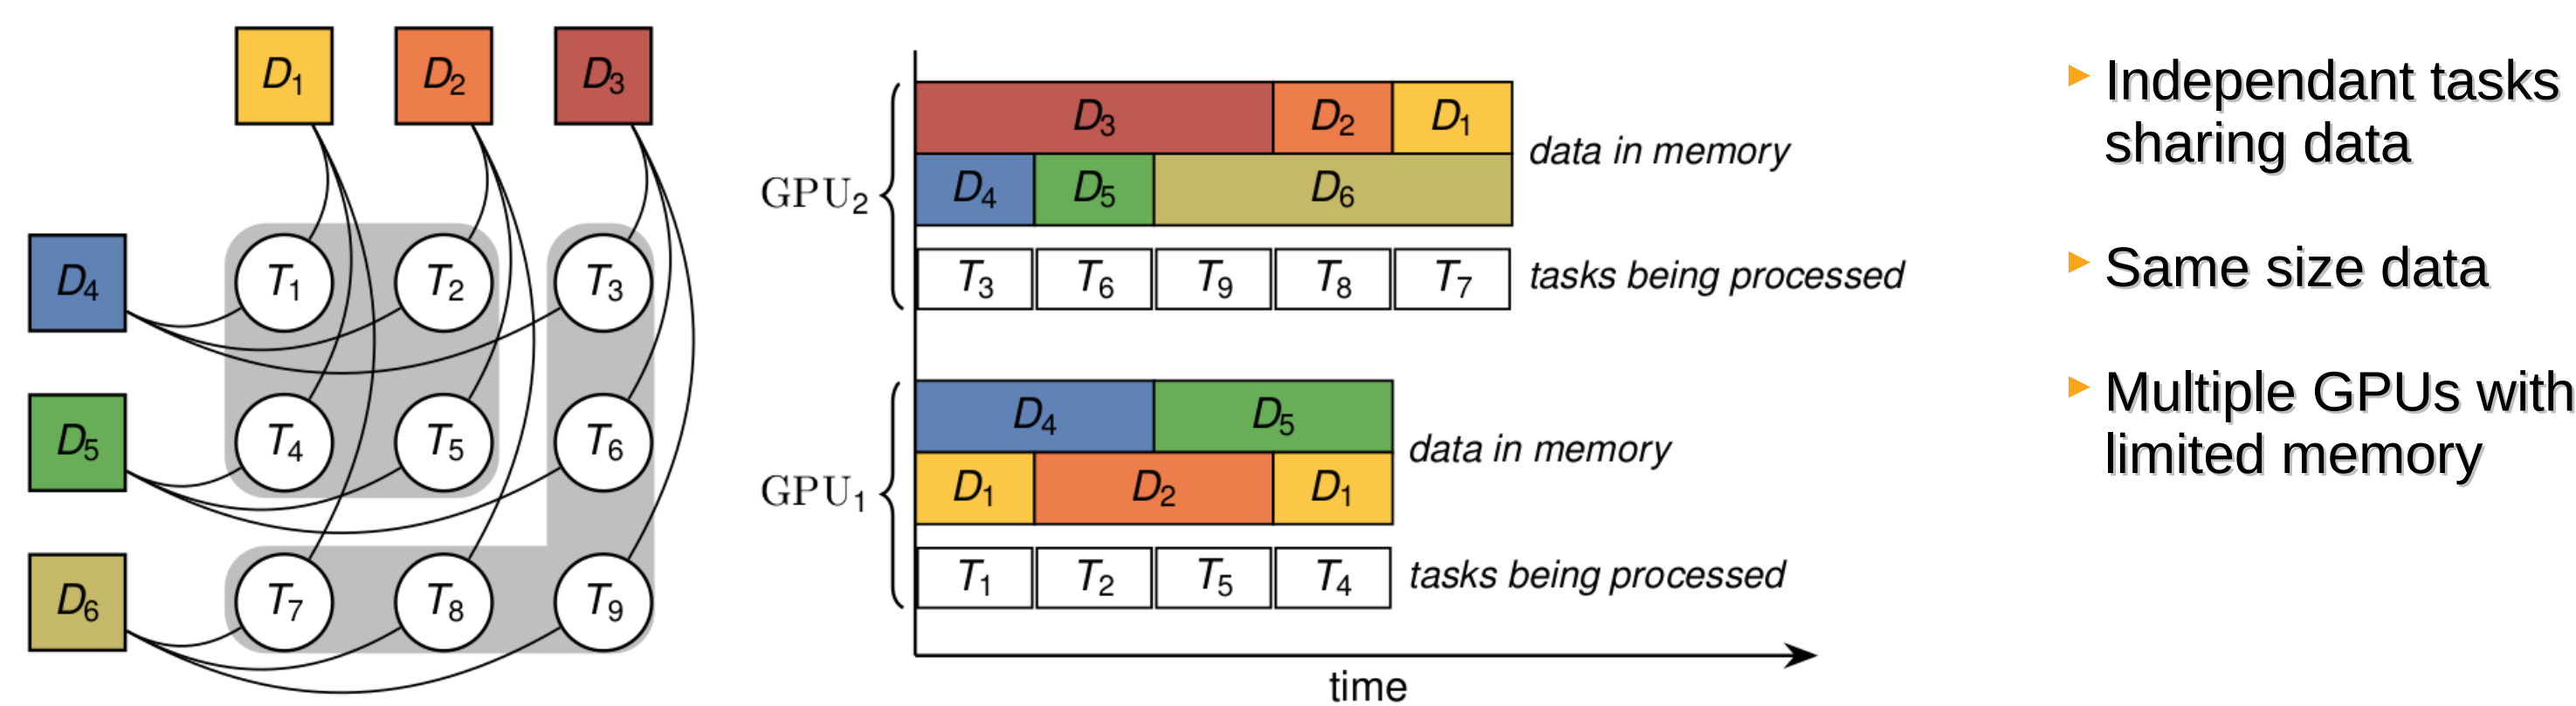 D1 D2 D3
D4 T1 T2 T3
D5 T4 T5 T6
D6 T7 T8 T9
D3 D2 D1
data in memory
D4 D5 D6
GPU2
T3 T6 T9 T8 T7 tasks being processed
D4 D5
data in memory
D1 D2 D1
GPU1
T1 T2 T5 T4 tasks being processed
time
Independant tasks
sharing data
Same size data
Multiple GPUs with
limited memory